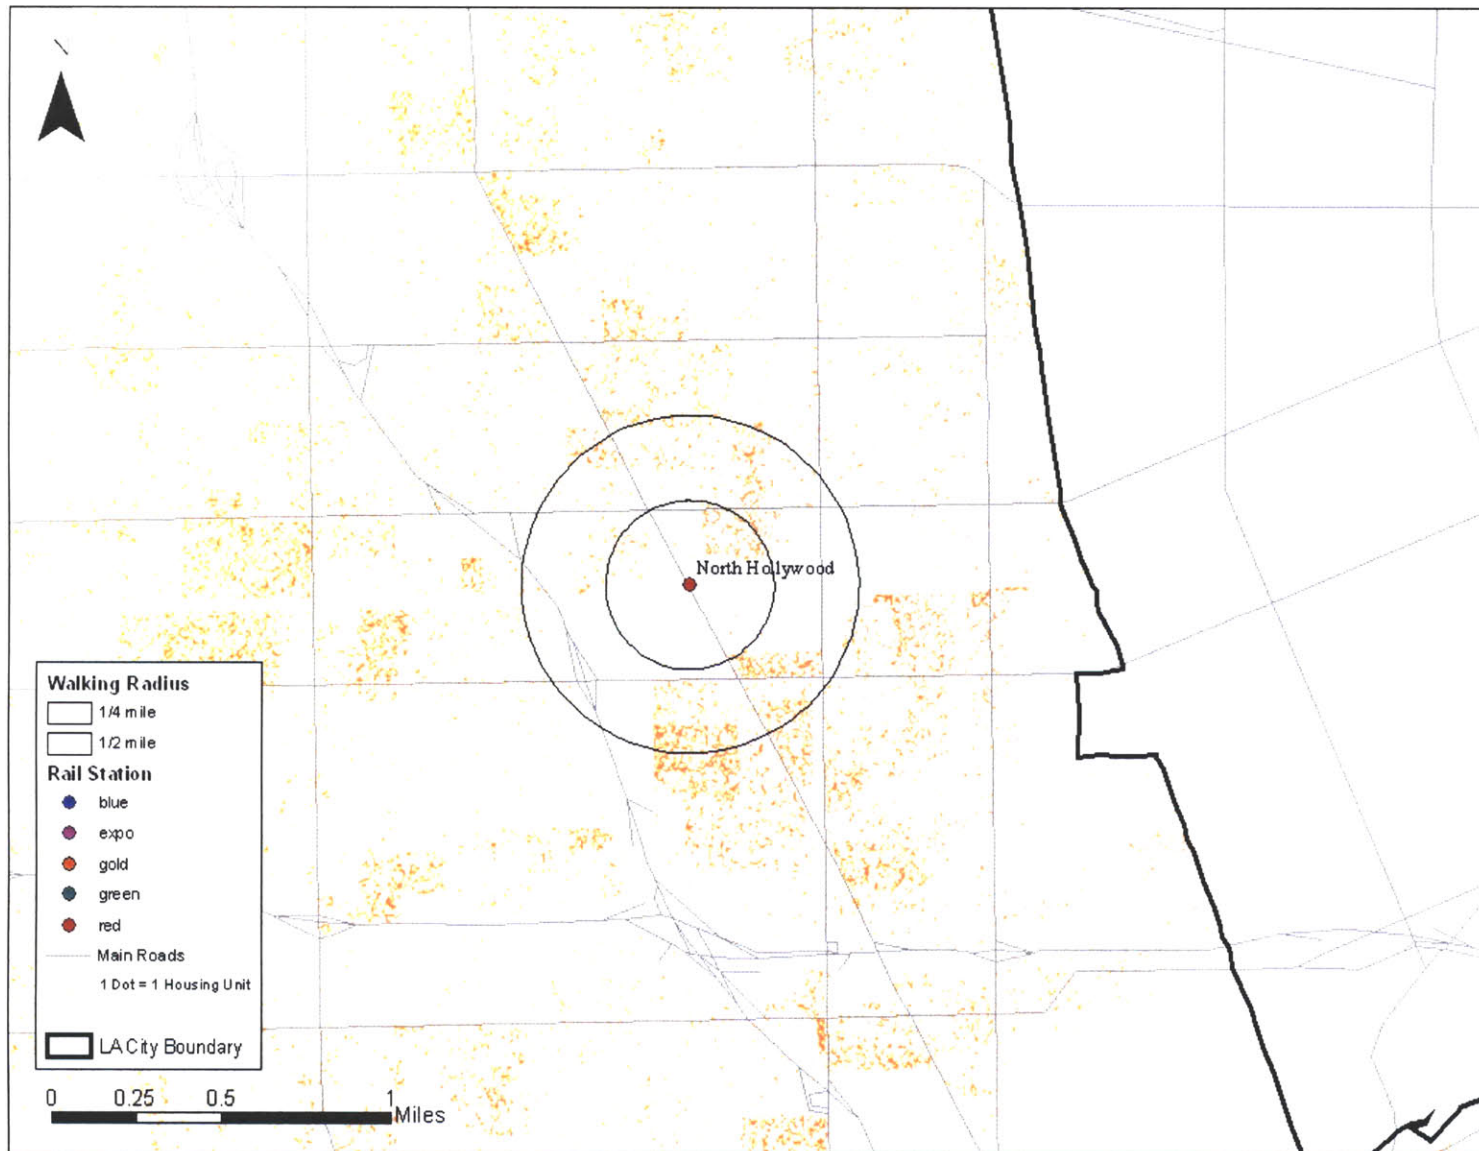 North Hollywood
Walking Radius
1/4 mile
1/2 mile
Rail Station
blue
expo
gold
green
red
Main Roads
1 Dot = 1 Housing Unit
LA City Boundary
0 0.25 0.5 1 Miles